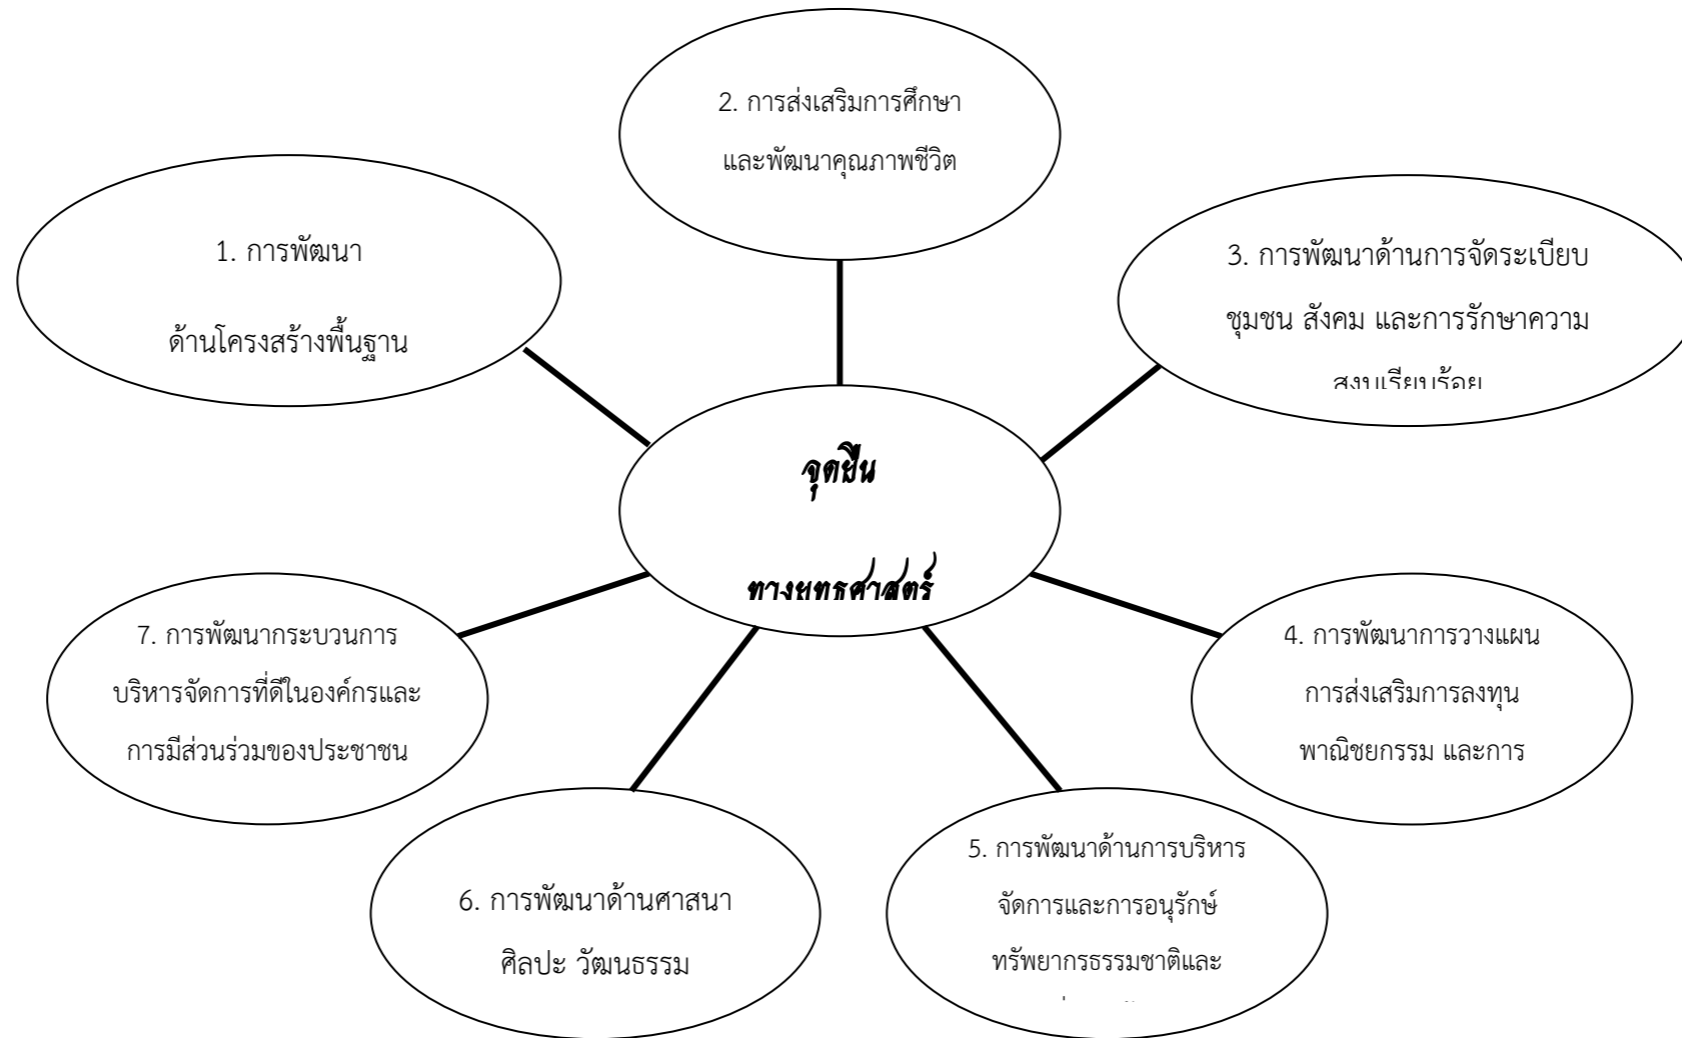 2. การส่งเสริมการศึกษา
และพัฒนาคุณภาพชีวิต
1. การพัฒนา
ด้านโครงสร้างพื้นฐาน
3. การพัฒนาด้านการจัดระเบียบ
ชุมชน สังคม และการรักษาความ
สงบเรียบร้อย
จุดยืน
ทางยุทธศาสตร์
7. การพัฒนากระบวนการ
บริหารจัดการที่ดีในองค์กรและ
การมีส่วนร่วมของประชาชน
4. การพัฒนาการวางแผน
การส่งเสริมการลงทุน
พาณิชยกรรม และการ
6. การพัฒนาด้านศาสนา
ศิลปะ วัฒนธรรม
5. การพัฒนาด้านการบริหาร
จัดการและการอนุรักษ์
ทรัพยากรธรรมชาติและ